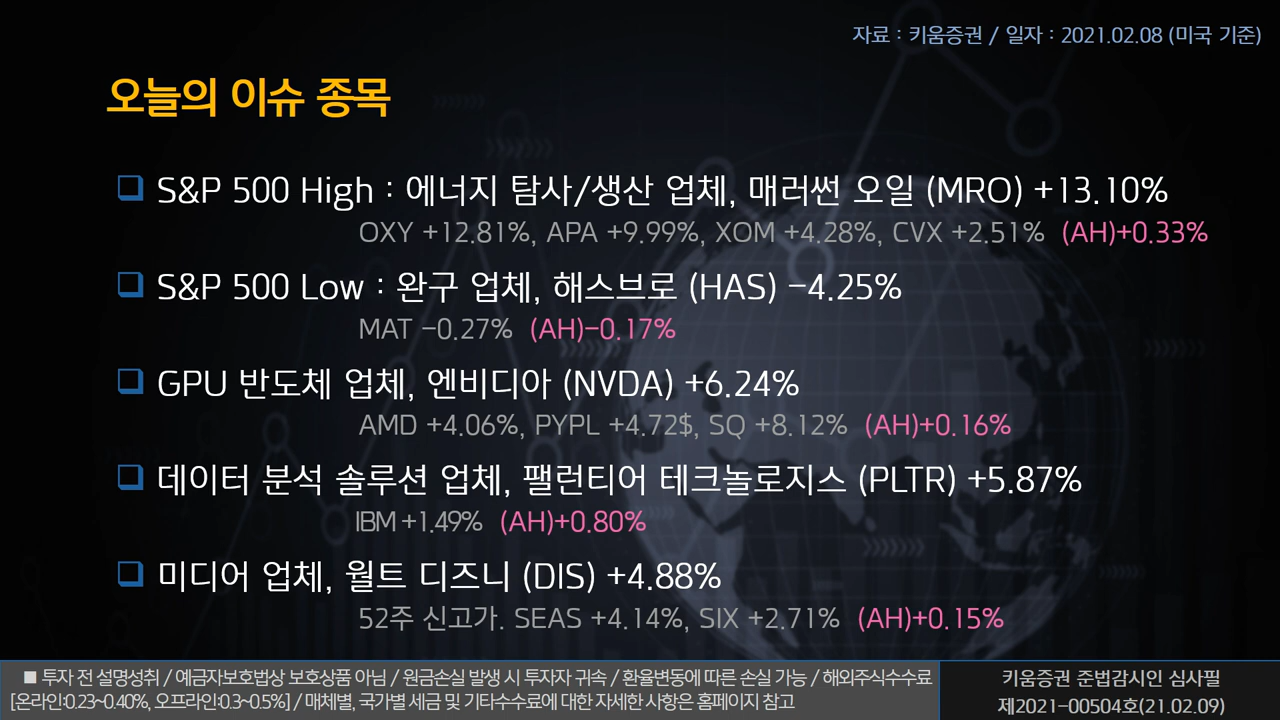 자료 : 키움증권 / 일자 : 2021.02.08 (미국 기준)
오늘의 이슈 종목
❑ S&P 500 High : 에너지 탐사/생산 업체, 매러썬 오일 (MRO) +13.10%
OXY +12.81%, APA +9.99%, XOM +4.28%, CVX +2.51% (AH)+0.33%
❑ S&P 500 Low : 완구 업체, 해스브로 (HAS) -4.25%
MAT -0.27% (AH)-0.17%
❑ GPU 반도체 업체, 엔비디아 (NVDA) +6.24%
AMD +4.06%, PYPL +4.72$, SQ +8.12% (AH)+0.16%
❑ 데이터 분석 솔루션 업체, 팰런티어 테크놀로지스 (PLTR) +5.87%
IBM +1.49% (AH)+0.80%
❑ 미디어 업체, 월트 디즈니 (DIS) +4.88%
52주 신고가. SEAS +4.14%, SIX +2.71% (AH)+0.15%
■ 투자 전 설명성취 / 예금자보호법상 보호상품 아님 / 원금손실 발생 시 투자자 귀속 / 환율변동에 따른 손실 가능 / 해외주식수수료
[온라인:0.23~0.40%, 오프라인:0.3~0.5%] / 매체별, 국가별 세금 및 기타수수료에 대한 자세한 사항은 홈페이지 참고
키움증권 준법감시인 심사필
제2021-00504호(21.02.09)